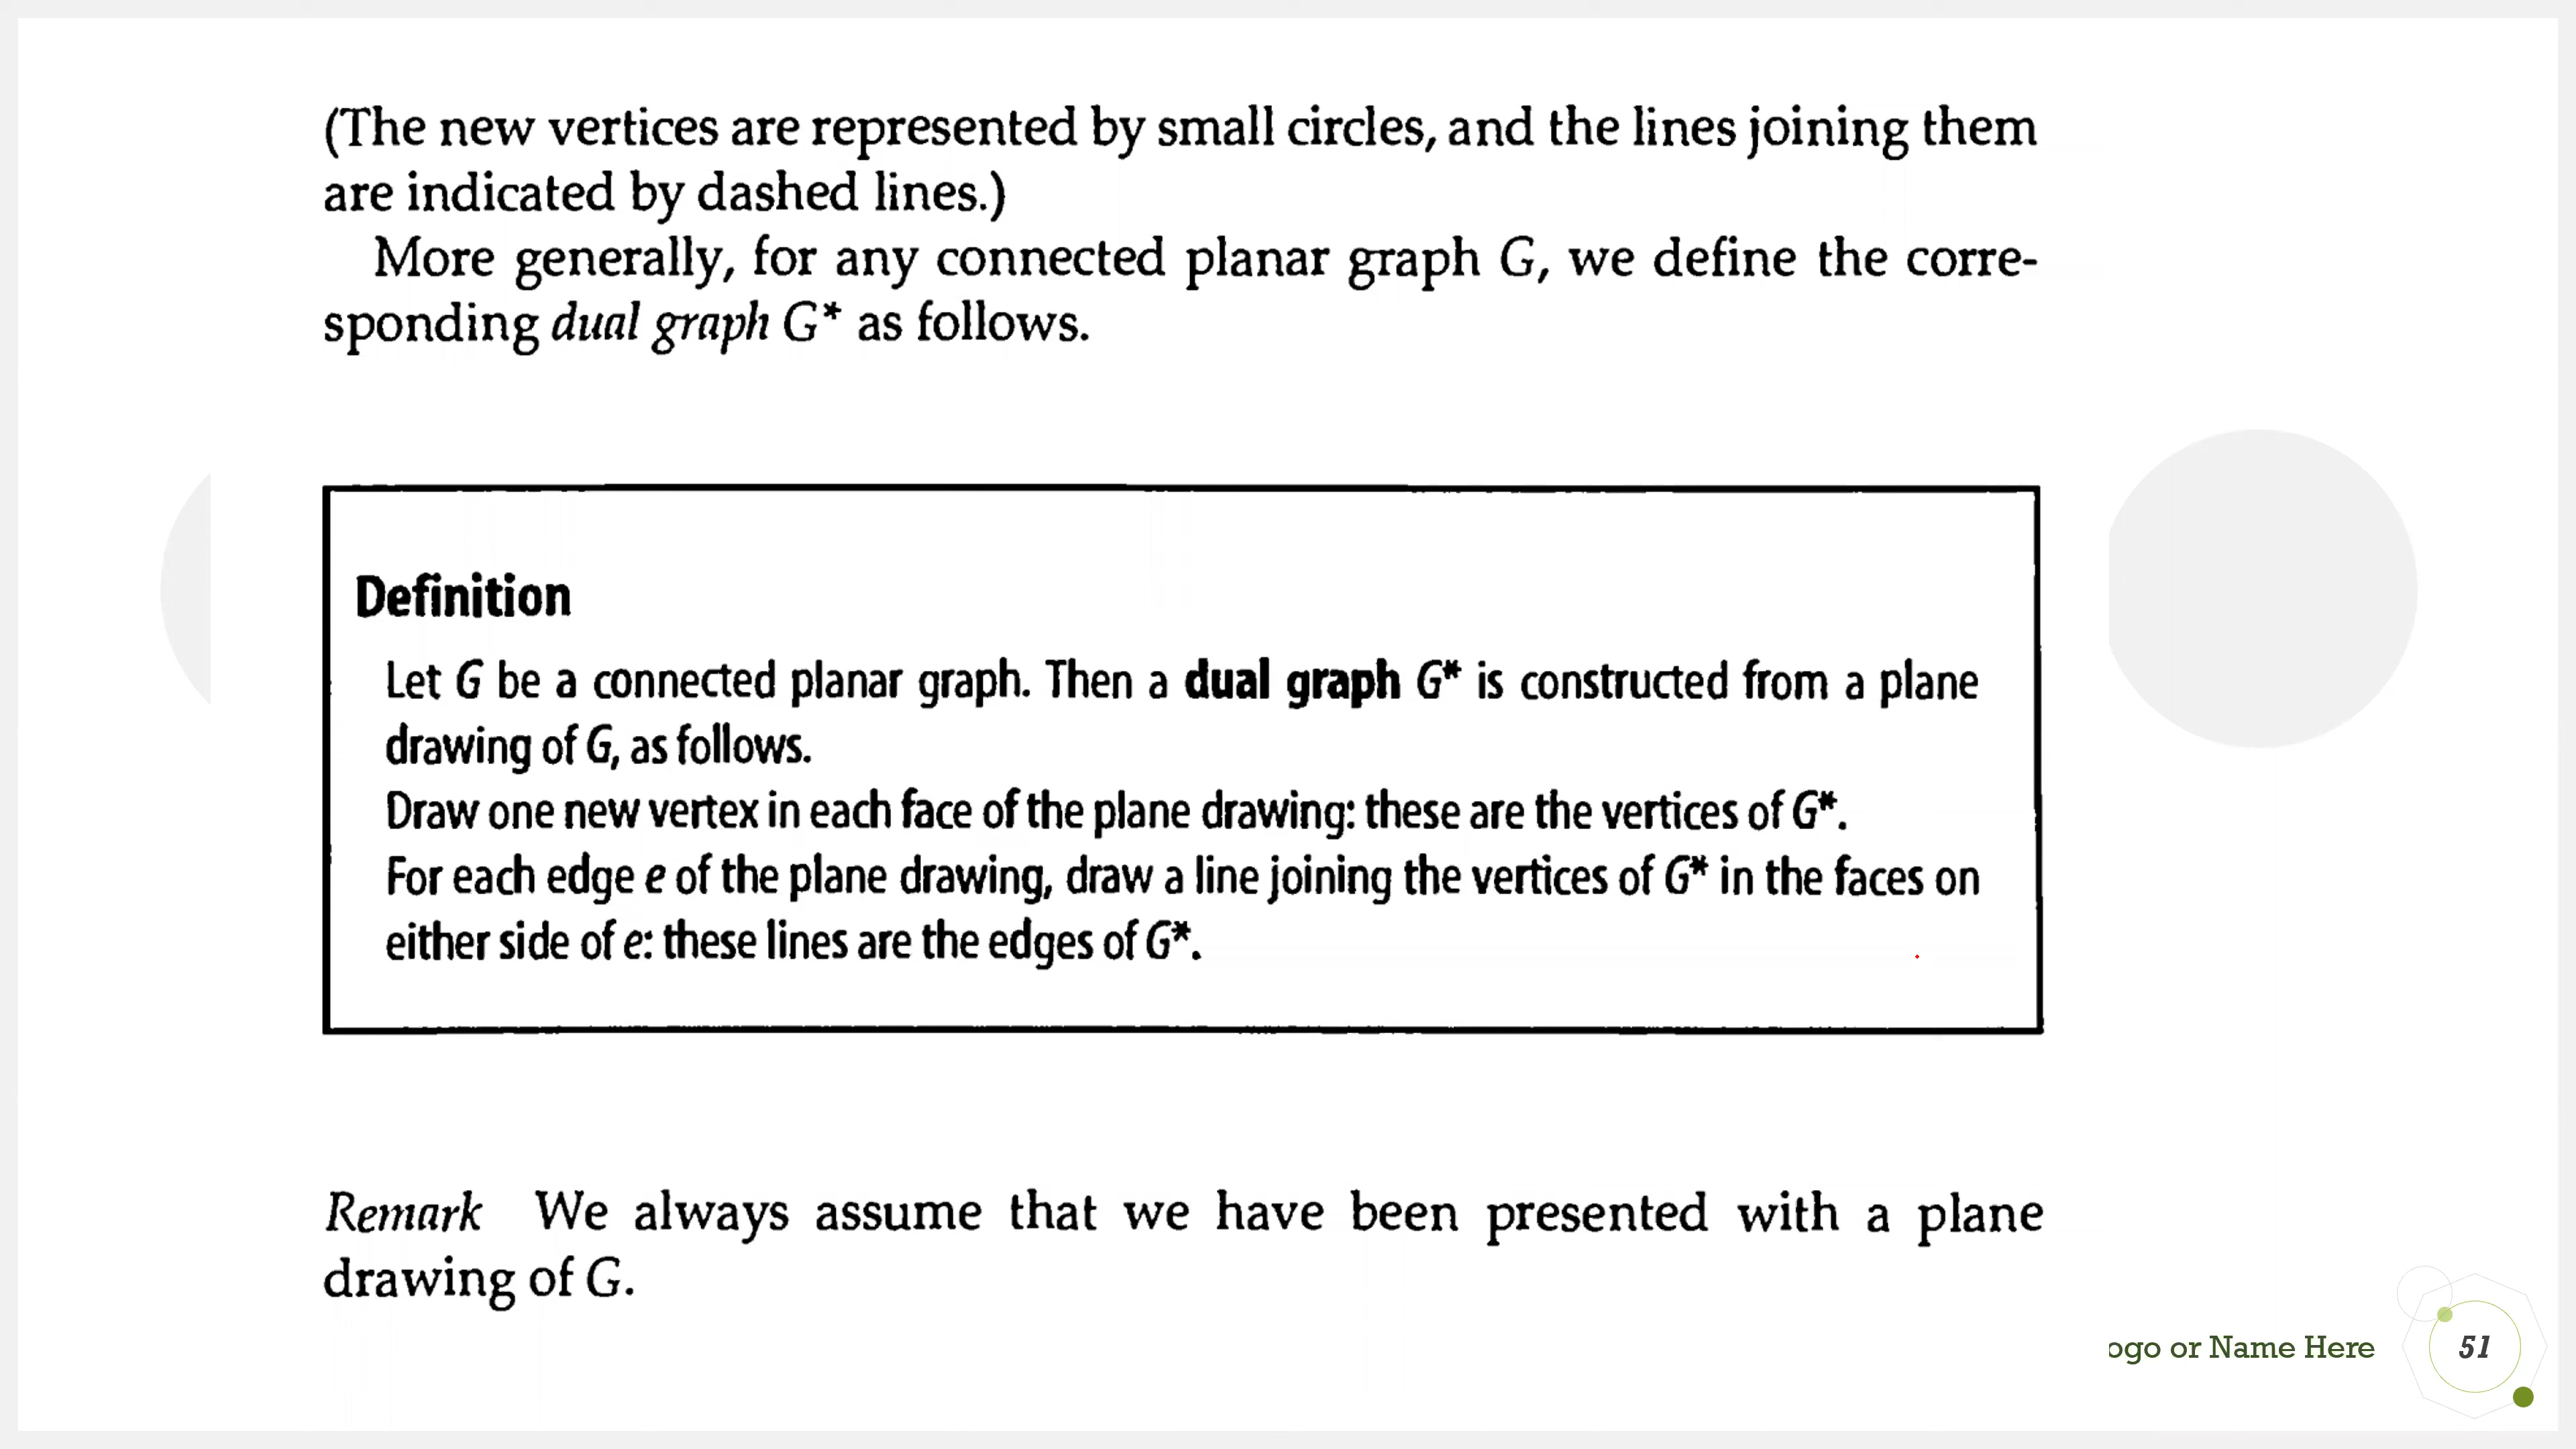 (The new vertices are represented by small circles, and the lines joining them
are indicated by dashed lines.)
More generally, for any connected planar graph G, we define the corre-
sponding dual graph G* as follows.
Definition
Let G be a connected planar graph. Then a dual graph G* is constructed from a plane
drawing of G, as follows.
Draw one new vertex in each face of the plane drawing: these are the vertices of G*.
For each edge e of the plane drawing, draw a line joining the vertices of G* in the faces on
either side of e: these lines are the edges of G*.
Remark We always assume that we have been presented with a plane
drawing of G.
ogo or Name Here
51